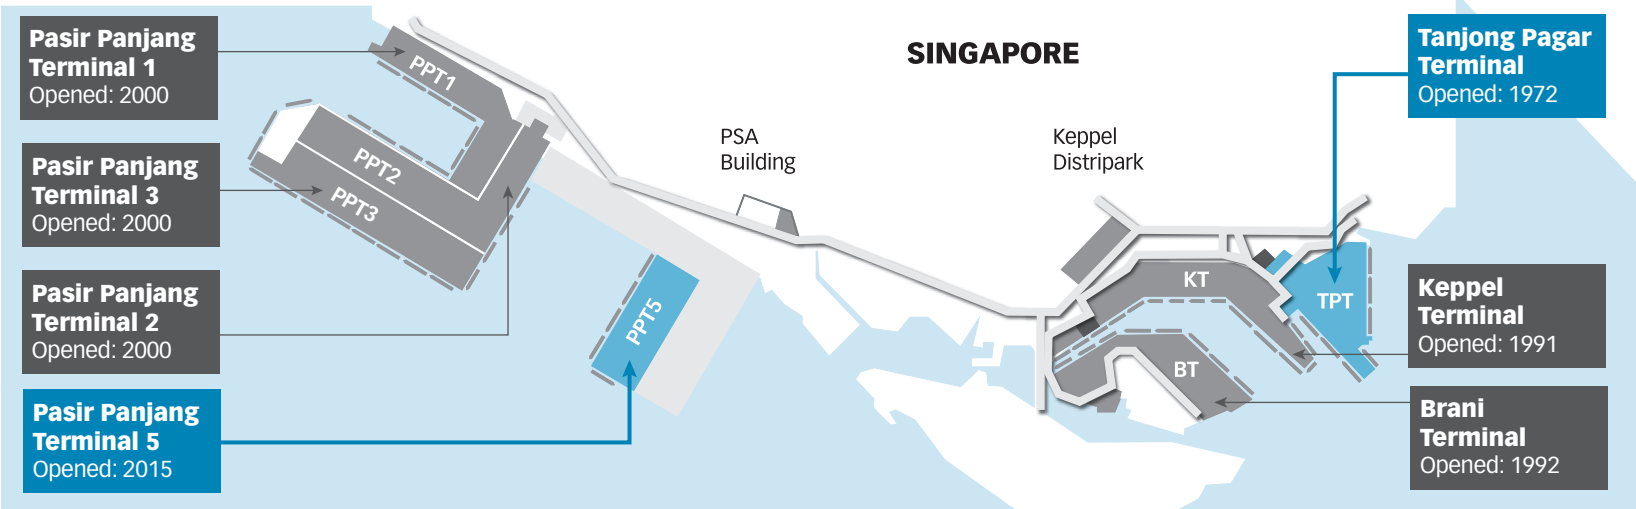 Pasir Panjang
Terminal 1
Opened: 2000
Pasir Panjang
Terminal 3
Opened: 2000
Pasir Panjang
Terminal 2
Opened: 2000
Pasir Panjang
Terminal 5
Opened: 2015
PPT1
PPT2
PPT3
PPT5
SINGAPORE
PSA
Building
Keppel
Distripark
KT
TPT
BT
Tanjong Pagar
Terminal
Opened: 1972
Keppel
Terminal
Opened: 1991
Brani
Terminal
Opened: 1992